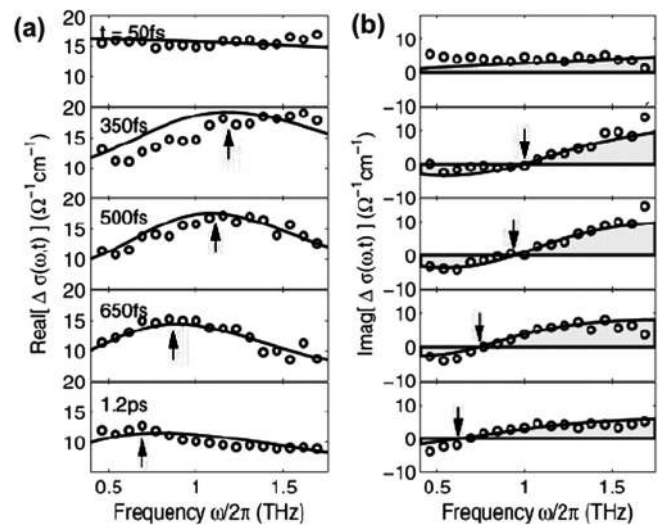 (a)
(b)
t = 50fs
350fs
500fs
650fs
1.2ps
20
15
10
20
15
10
20
15
10
20
15
10
20
15
10
Real[ Δ σ(ω,t) ] (Ω⁻¹cm⁻¹)
0.5 1 1.5
Frequency ω/2π (THz)
10
0
-10
10
0
-10
10
0
-10
10
0
-10
10
0
-10
Imag[ Δ σ(ω,t) ] (Ω⁻¹cm⁻¹)
0.5 1 1.5
Frequency ω/2π (THz)